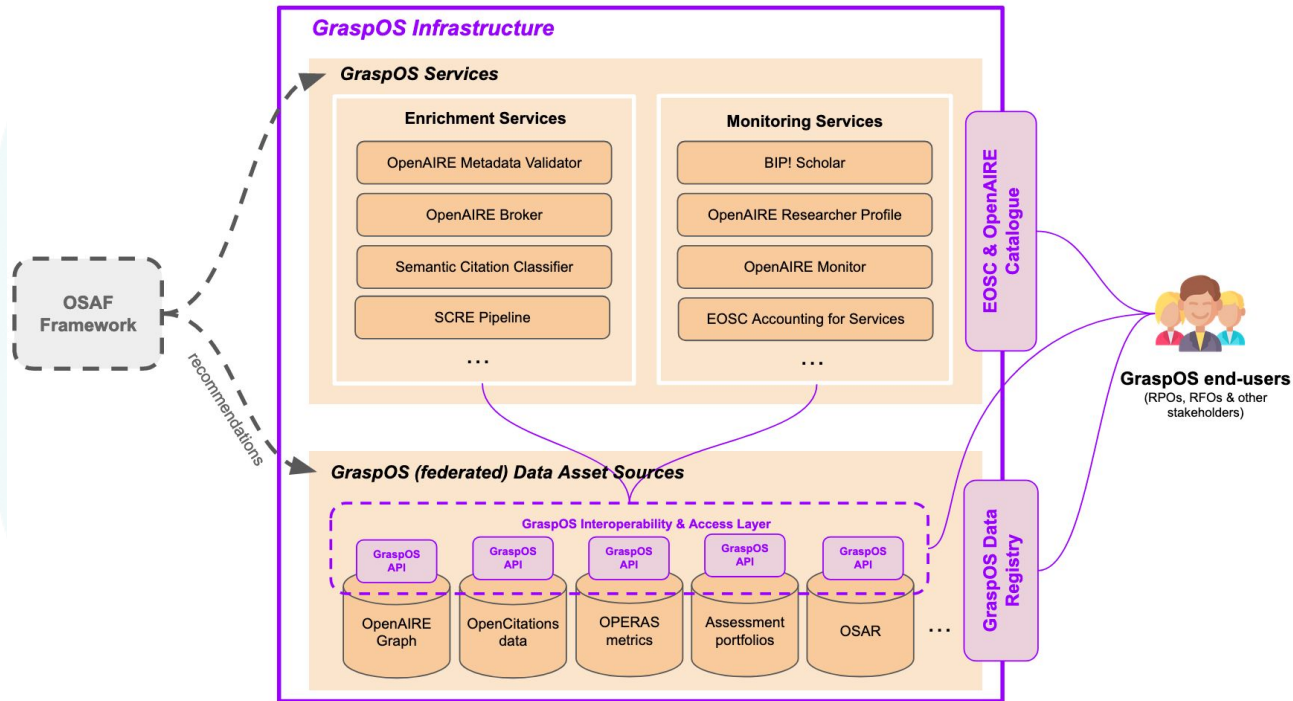 GraspOS Infrastructure
GraspOS Services
Enrichment Services
OpenAIRE Metadata Validator
OpenAIRE Broker
Semantic Citation Classifier
SCRE Pipeline
...
Monitoring Services
BIP! Scholar
OpenAIRE Researcher Profile
OpenAIRE Monitor
EOSC Accounting for Services
...
EOSC & OpenAIRE
Catalogue
OSAF
Framework
recommendations
GraspOS end-users
(RPOs, RFOs & other
stakeholders)
GraspOS (federated) Data Asset Sources
GraspOS Interoperability & Access Layer
GraspOS
API
GraspOS
API
GraspOS
API
GraspOS
API
GraspOS
API
OpenAIRE
Graph
OpenCitations
data
OPERAS
metrics
Assessment
portfolios
OSAR
...
GraspOS Data
Registry